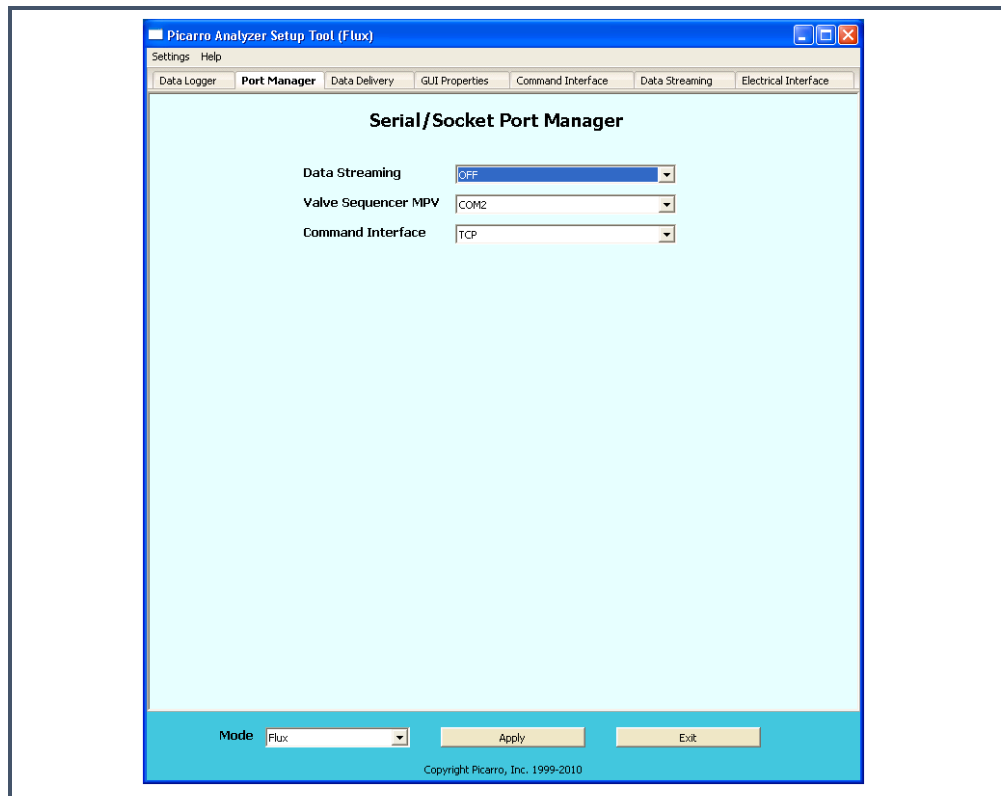 Picarro Analyzer Setup Tool (Flux)
Settings Help
Data Logger Port Manager Data Delivery GUI Properties Command Interface Data Streaming Electrical Interface
Serial/Socket Port Manager
Data Streaming OFF
Valve Sequencer MPV COM2
Command Interface TCP
Mode Flux Apply Exit
Copyright Picarro, Inc. 1999-2010